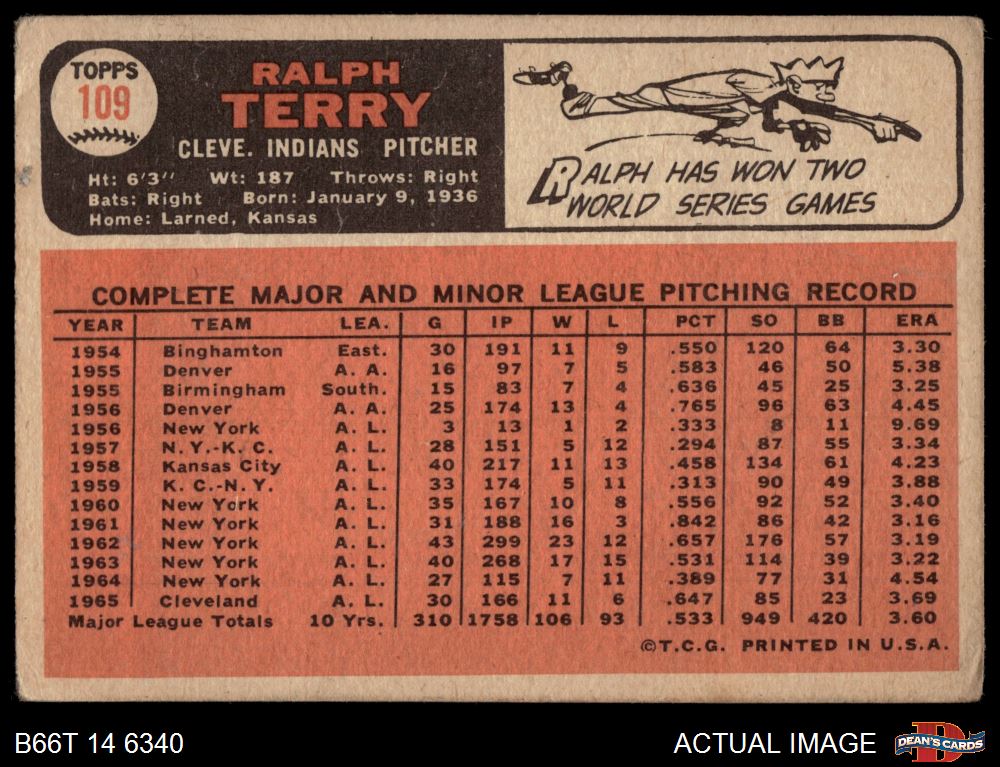 TOPPS
109
RALPH
TERRY
CLEVE. INDIANS PITCHER
Ht: 6'3" Wt: 187 Throws: Right
Bats: Right Born: January 9, 1936
Home: Larned, Kansas
RALPH HAS WON TWO
WORLD SERIES GAMES
COMPLETE MAJOR AND MINOR LEAGUE PITCHING RECORD
YEAR TEAM LEA. G IP W L PCT SO BB ERA
1954 Binghamton East. 30 191 11 9 .550 120 64 3.30
1955 Denver A. A. 16 97 7 5 .583 46 50 5.38
1955 Birmingham South. 15 83 7 4 .636 45 25 3.25
1956 Denver A. A. 25 174 13 4 .765 96 63 4.45
1956 New York A. L. 3 13 1 2 .333 8 11 9.69
1957 N. Y.-K. C. A. L. 28 151 5 12 .294 87 55 3.34
1958 Kansas City A. L. 40 217 11 13 .458 134 61 4.23
1959 K. C.-N. Y. A. L. 33 174 5 11 .313 90 49 3.88
1960 New York A. L. 35 167 10 8 .556 92 52 3.40
1961 New York A. L. 31 188 16 3 .842 86 42 3.16
1962 New York A. L. 43 299 23 12 .657 176 57 3.19
1963 New York A. L. 40 268 17 15 .531 114 39 3.22
1964 New York A. L. 27 115 7 11 .389 77 31 4.54
1965 Cleveland A. L. 30 166 11 6 .647 85 23 3.69
Major League Totals 10 Yrs. 310 1758 106 93 .533 949 420 3.60
©T.C.G. PRINTED IN U.S.A.
B66T 14 6340
ACTUAL IMAGE
D
DEAN'S CARDS